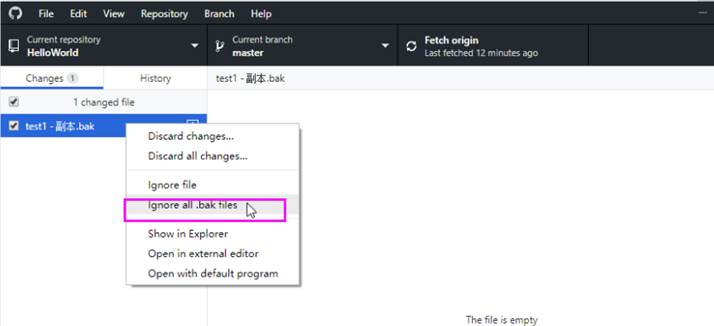 File Edit View Repository Branch Help
Current repository
HelloWorld
Current branch
master
Fetch origin
Last fetched 12 minutes ago
Changes 1
History
test1 - 副本.bak
1 changed file
test1 - 副本.bak
Discard changes...
Discard all changes...
Ignore file
Ignore all .bak files
Show in Explorer
Open in external editor
Open with default program
The file is empty